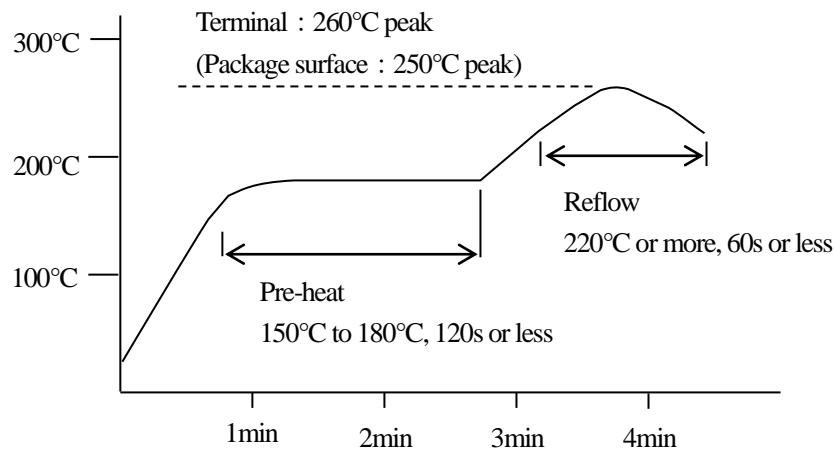 Terminal：260°C peak
(Package surface：250°C peak)
300°C
200°C
100°C
Reflow
220°C or more, 60s or less
Pre-heat
150°C to 180°C, 120s or less
1min
2min
3min
4min